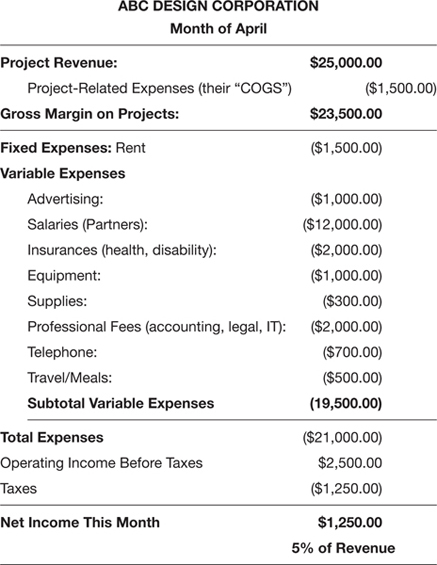 ABC DESIGN CORPORATION
Month of April
Project Revenue: $25,000.00
Project-Related Expenses (their “COGS”) ($1,500.00)
Gross Margin on Projects: $23,500.00
Fixed Expenses: Rent ($1,500.00)
Variable Expenses
Advertising: ($1,000.00)
Salaries (Partners): ($12,000.00)
Insurances (health, disability): ($2,000.00)
Equipment: ($1,000.00)
Supplies: ($300.00)
Professional Fees (accounting, legal, IT): ($2,000.00)
Telephone: ($700.00)
Travel/Meals: ($500.00)
Subtotal Variable Expenses (19,500.00)
Total Expenses ($21,000.00)
Operating Income Before Taxes $2,500.00
Taxes ($1,250.00)
Net Income This Month $1,250.00
5% of Revenue